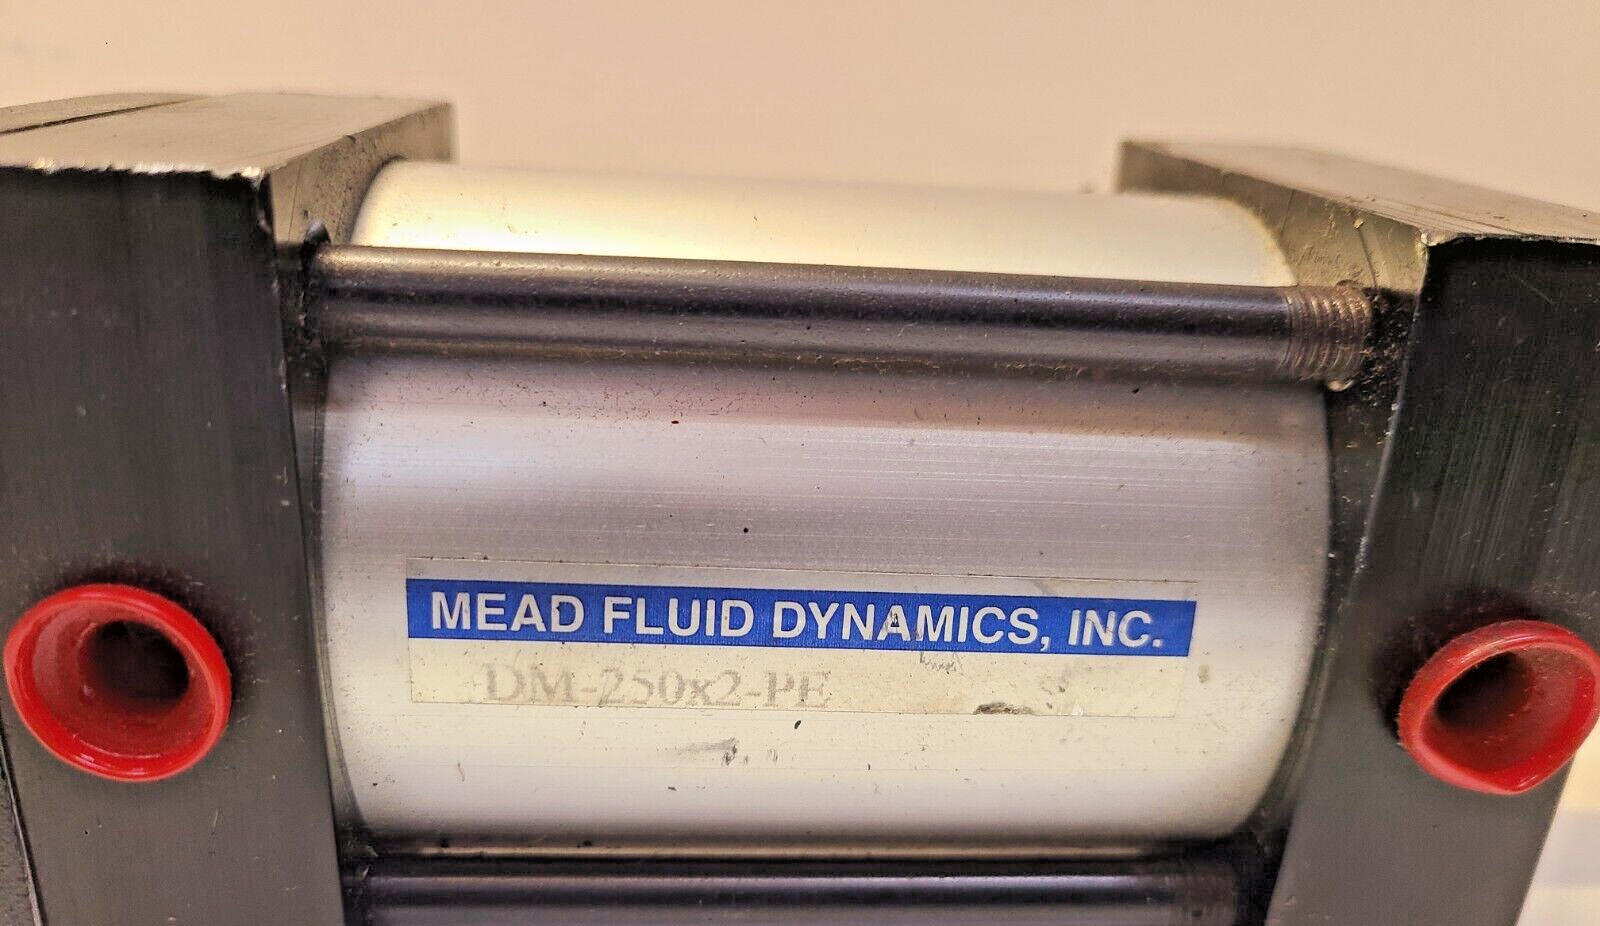 MEAD FLUID DYNAMICS, INC.
DM-250x2-PE